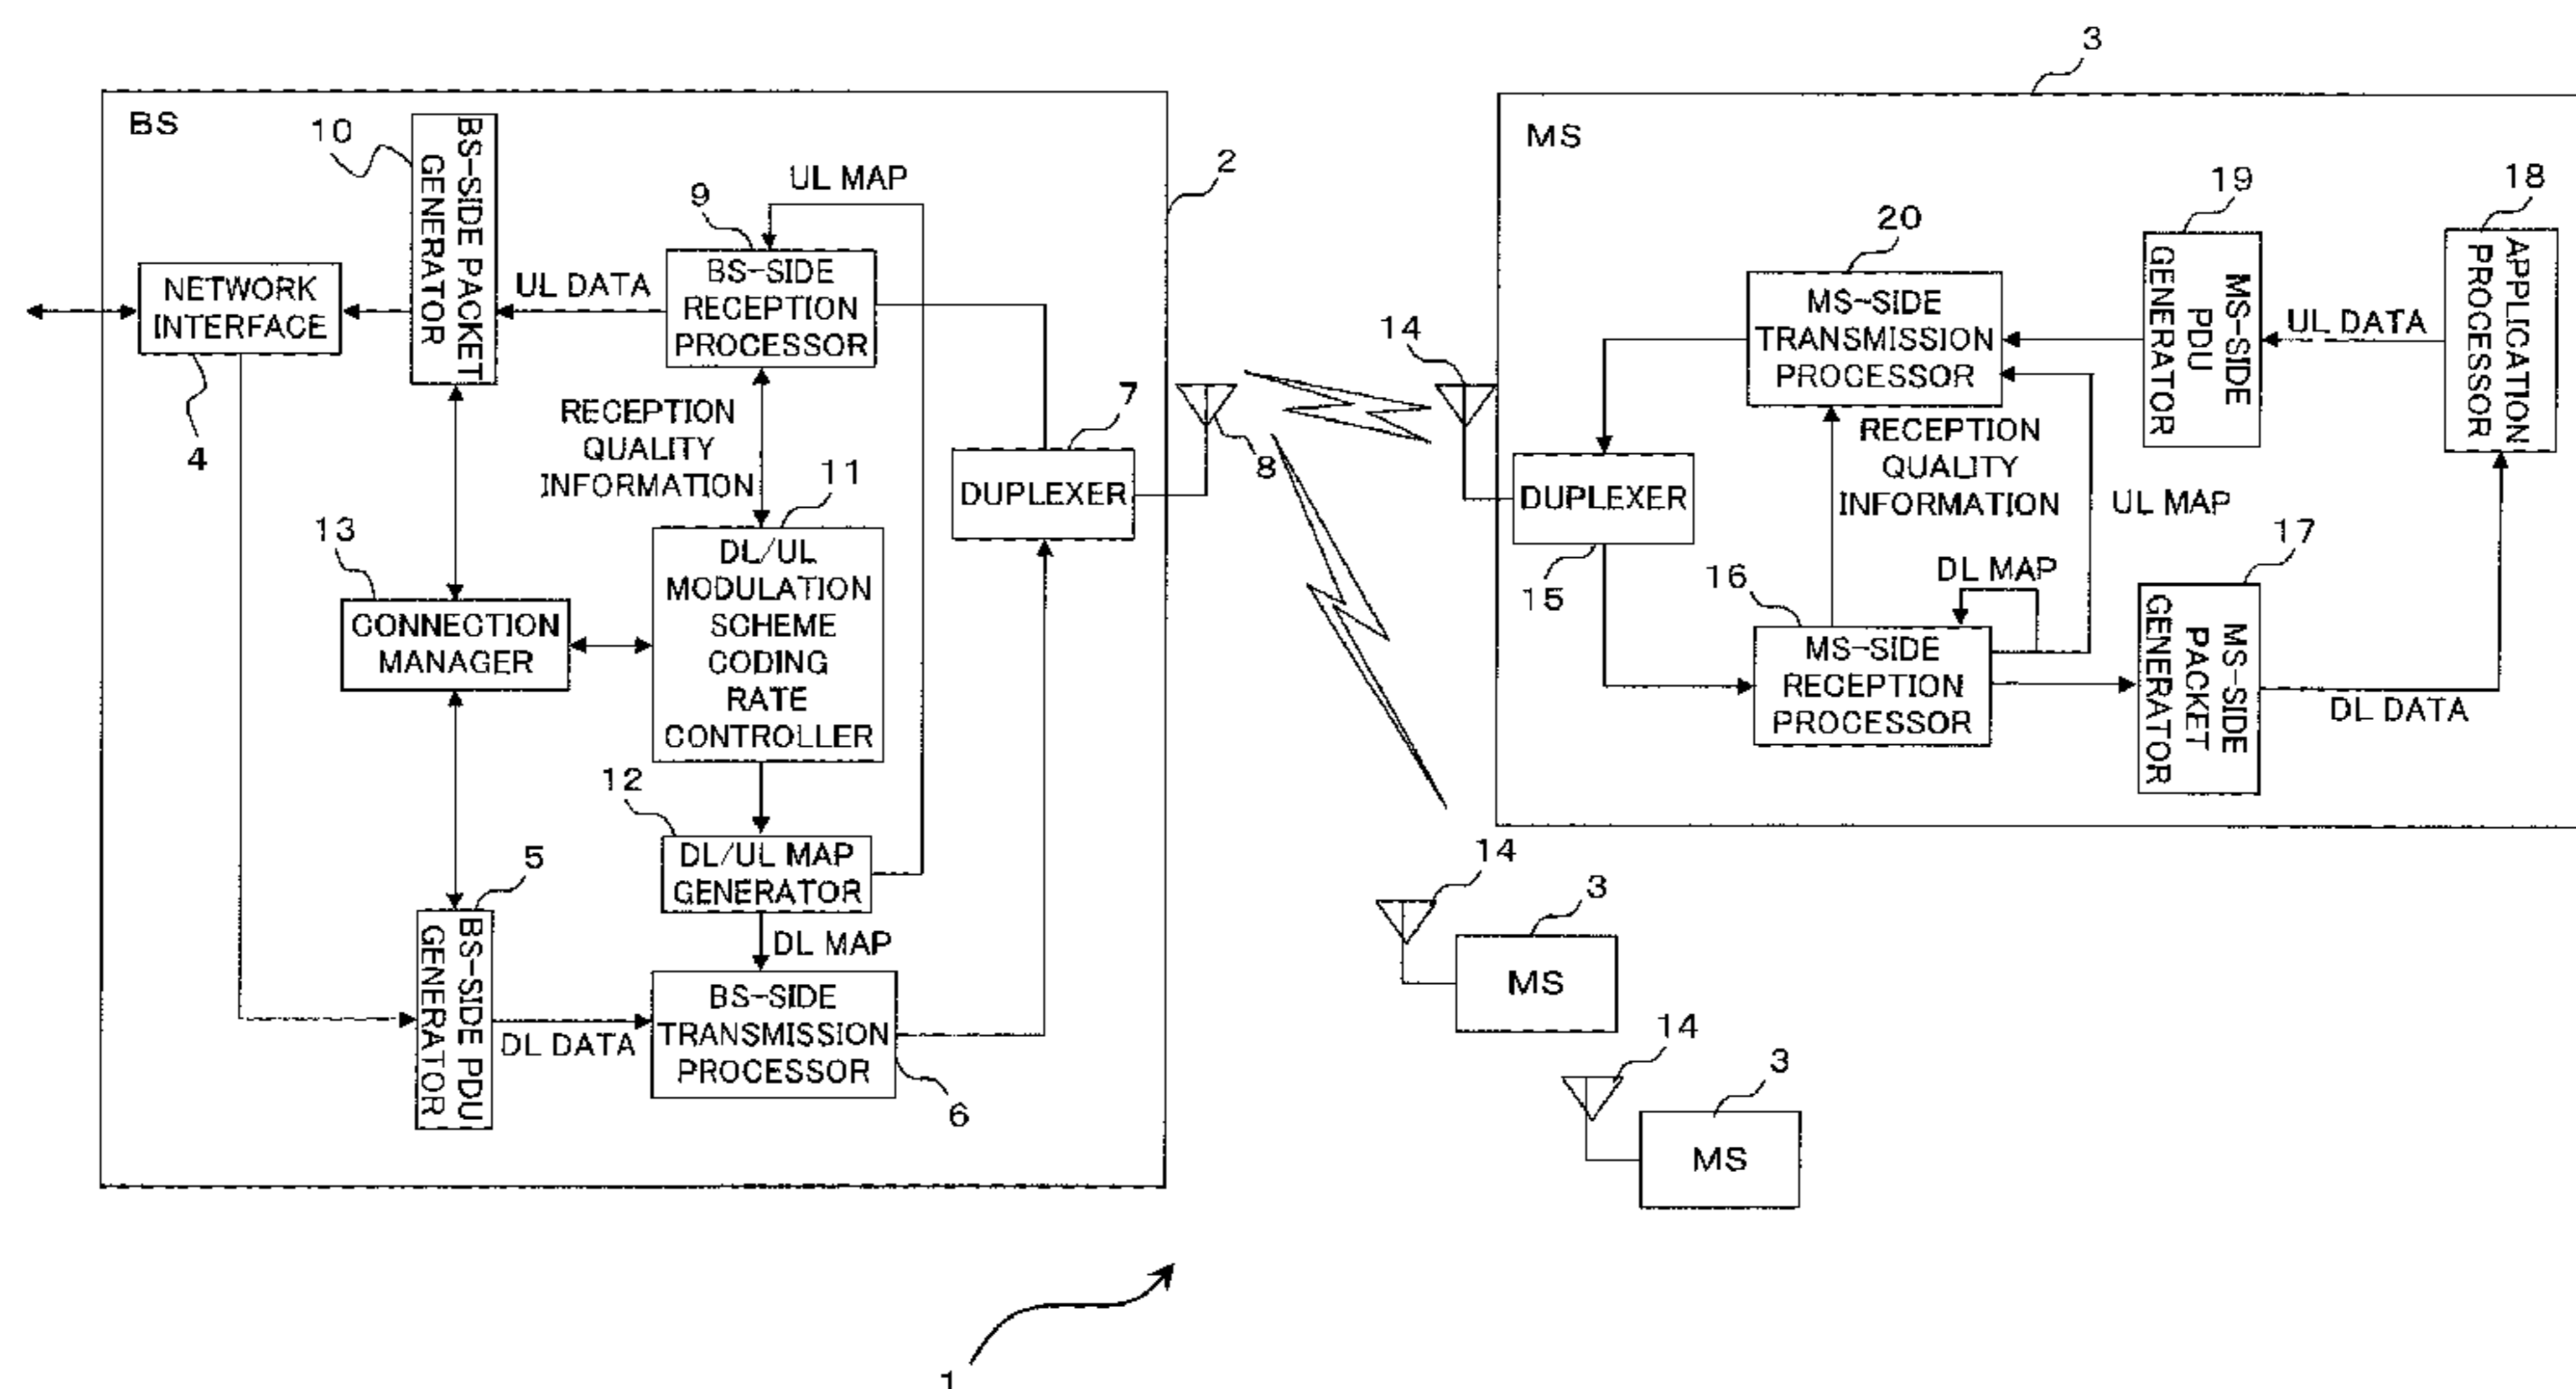 3
BS
10
BS-SIDE PACKET
GENERATOR
UL MAP
2
9
BS-SIDE
RECEPTION
PROCESSOR
UL DATA
NETWORK
INTERFACE
4
RECEPTION
QUALITY
INFORMATION
7
8
DUPLEXER
11
DL/UL
MODULATION
SCHEME
CODING
RATE
CONTROLLER
13
CONNECTION
MANAGER
12
DL/UL MAP
GENERATOR
5
BS-SIDE PDU
GENERATOR
DL MAP
DL DATA
BS-SIDE
TRANSMISSION
PROCESSOR
6
MS
14
DUPLEXER
15
20
MS-SIDE
TRANSMISSION
PROCESSOR
19
MS-SIDE
PDU
GENERATOR
UL DATA
18
APPLICATION
PROCESSOR
RECEPTION
QUALITY
INFORMATION
UL MAP
DL MAP
16
MS-SIDE
RECEPTION
PROCESSOR
17
MS-SIDE
PACKET
GENERATOR
DL DATA
14
3
MS
14
3
MS
1